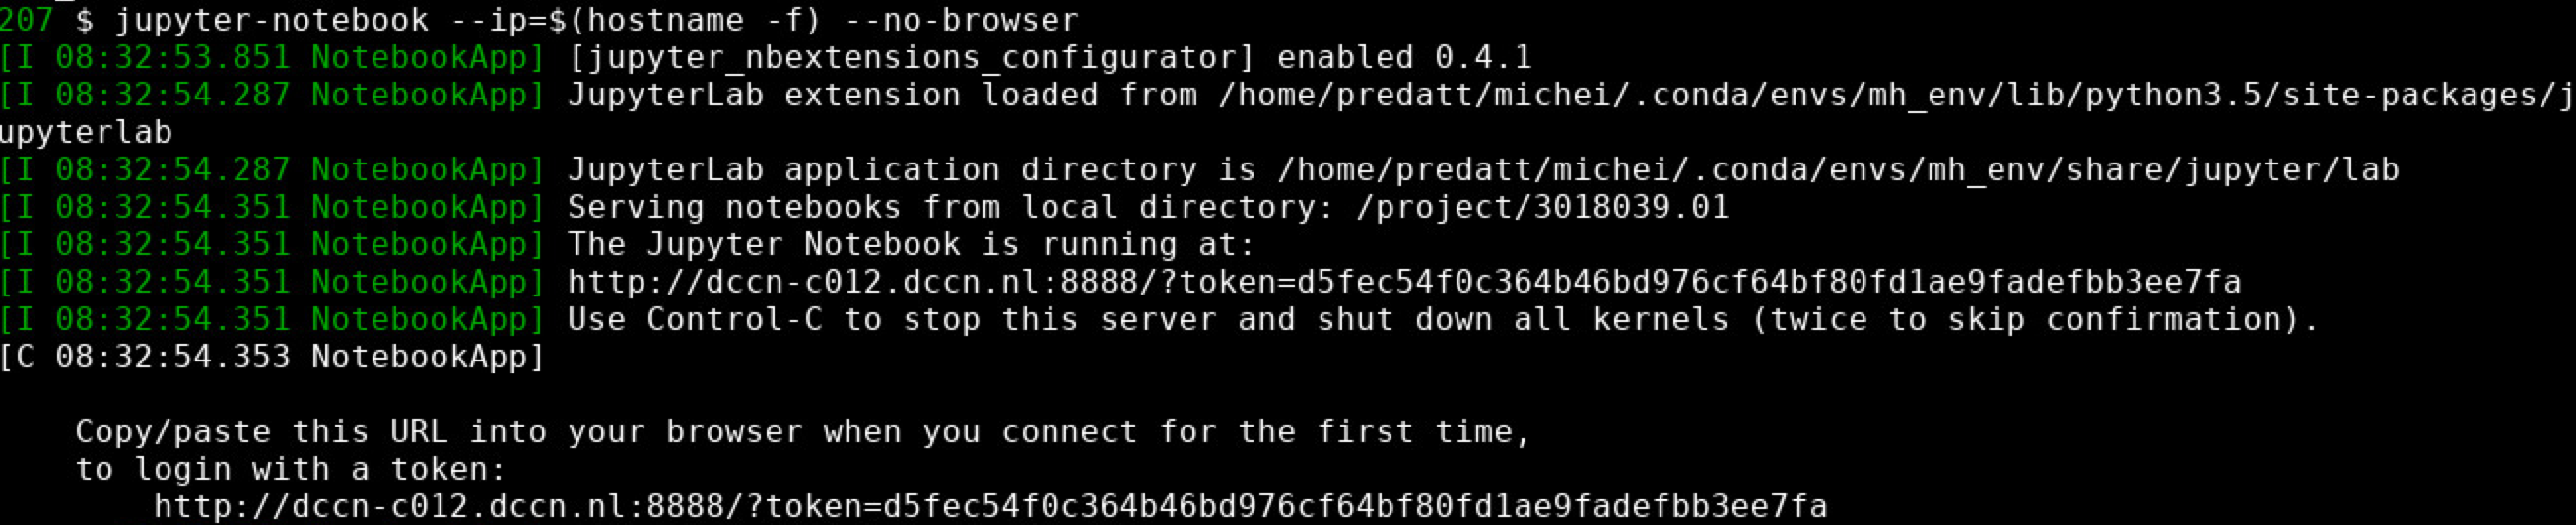 207 $ jupyter-notebook --ip=$(hostname -f) --no-browser
[I 08:32:53.851 NotebookApp] [jupyter_nbextensions_configurator] enabled 0.4.1
[I 08:32:54.287 NotebookApp] JupyterLab extension loaded from /home/predatt/michei/.conda/envs/mh_env/lib/python3.5/site-packages/j
upyterlab
[I 08:32:54.287 NotebookApp] JupyterLab application directory is /home/predatt/michei/.conda/envs/mh_env/share/jupyter/lab
[I 08:32:54.351 NotebookApp] Serving notebooks from local directory: /project/3018039.01
[I 08:32:54.351 NotebookApp] The Jupyter Notebook is running at:
[I 08:32:54.351 NotebookApp] http://dccn-c012.dccn.nl:8888/?token=d5fec54f0c364b46bd976cf64bf80fd1ae9fadefbb3ee7fa
[I 08:32:54.351 NotebookApp] Use Control-C to stop this server and shut down all kernels (twice to skip confirmation).
[C 08:32:54.353 NotebookApp]
Copy/paste this URL into your browser when you connect for the first time,
to login with a token:
http://dccn-c012.dccn.nl:8888/?token=d5fec54f0c364b46bd976cf64bf80fd1ae9fadefbb3ee7fa